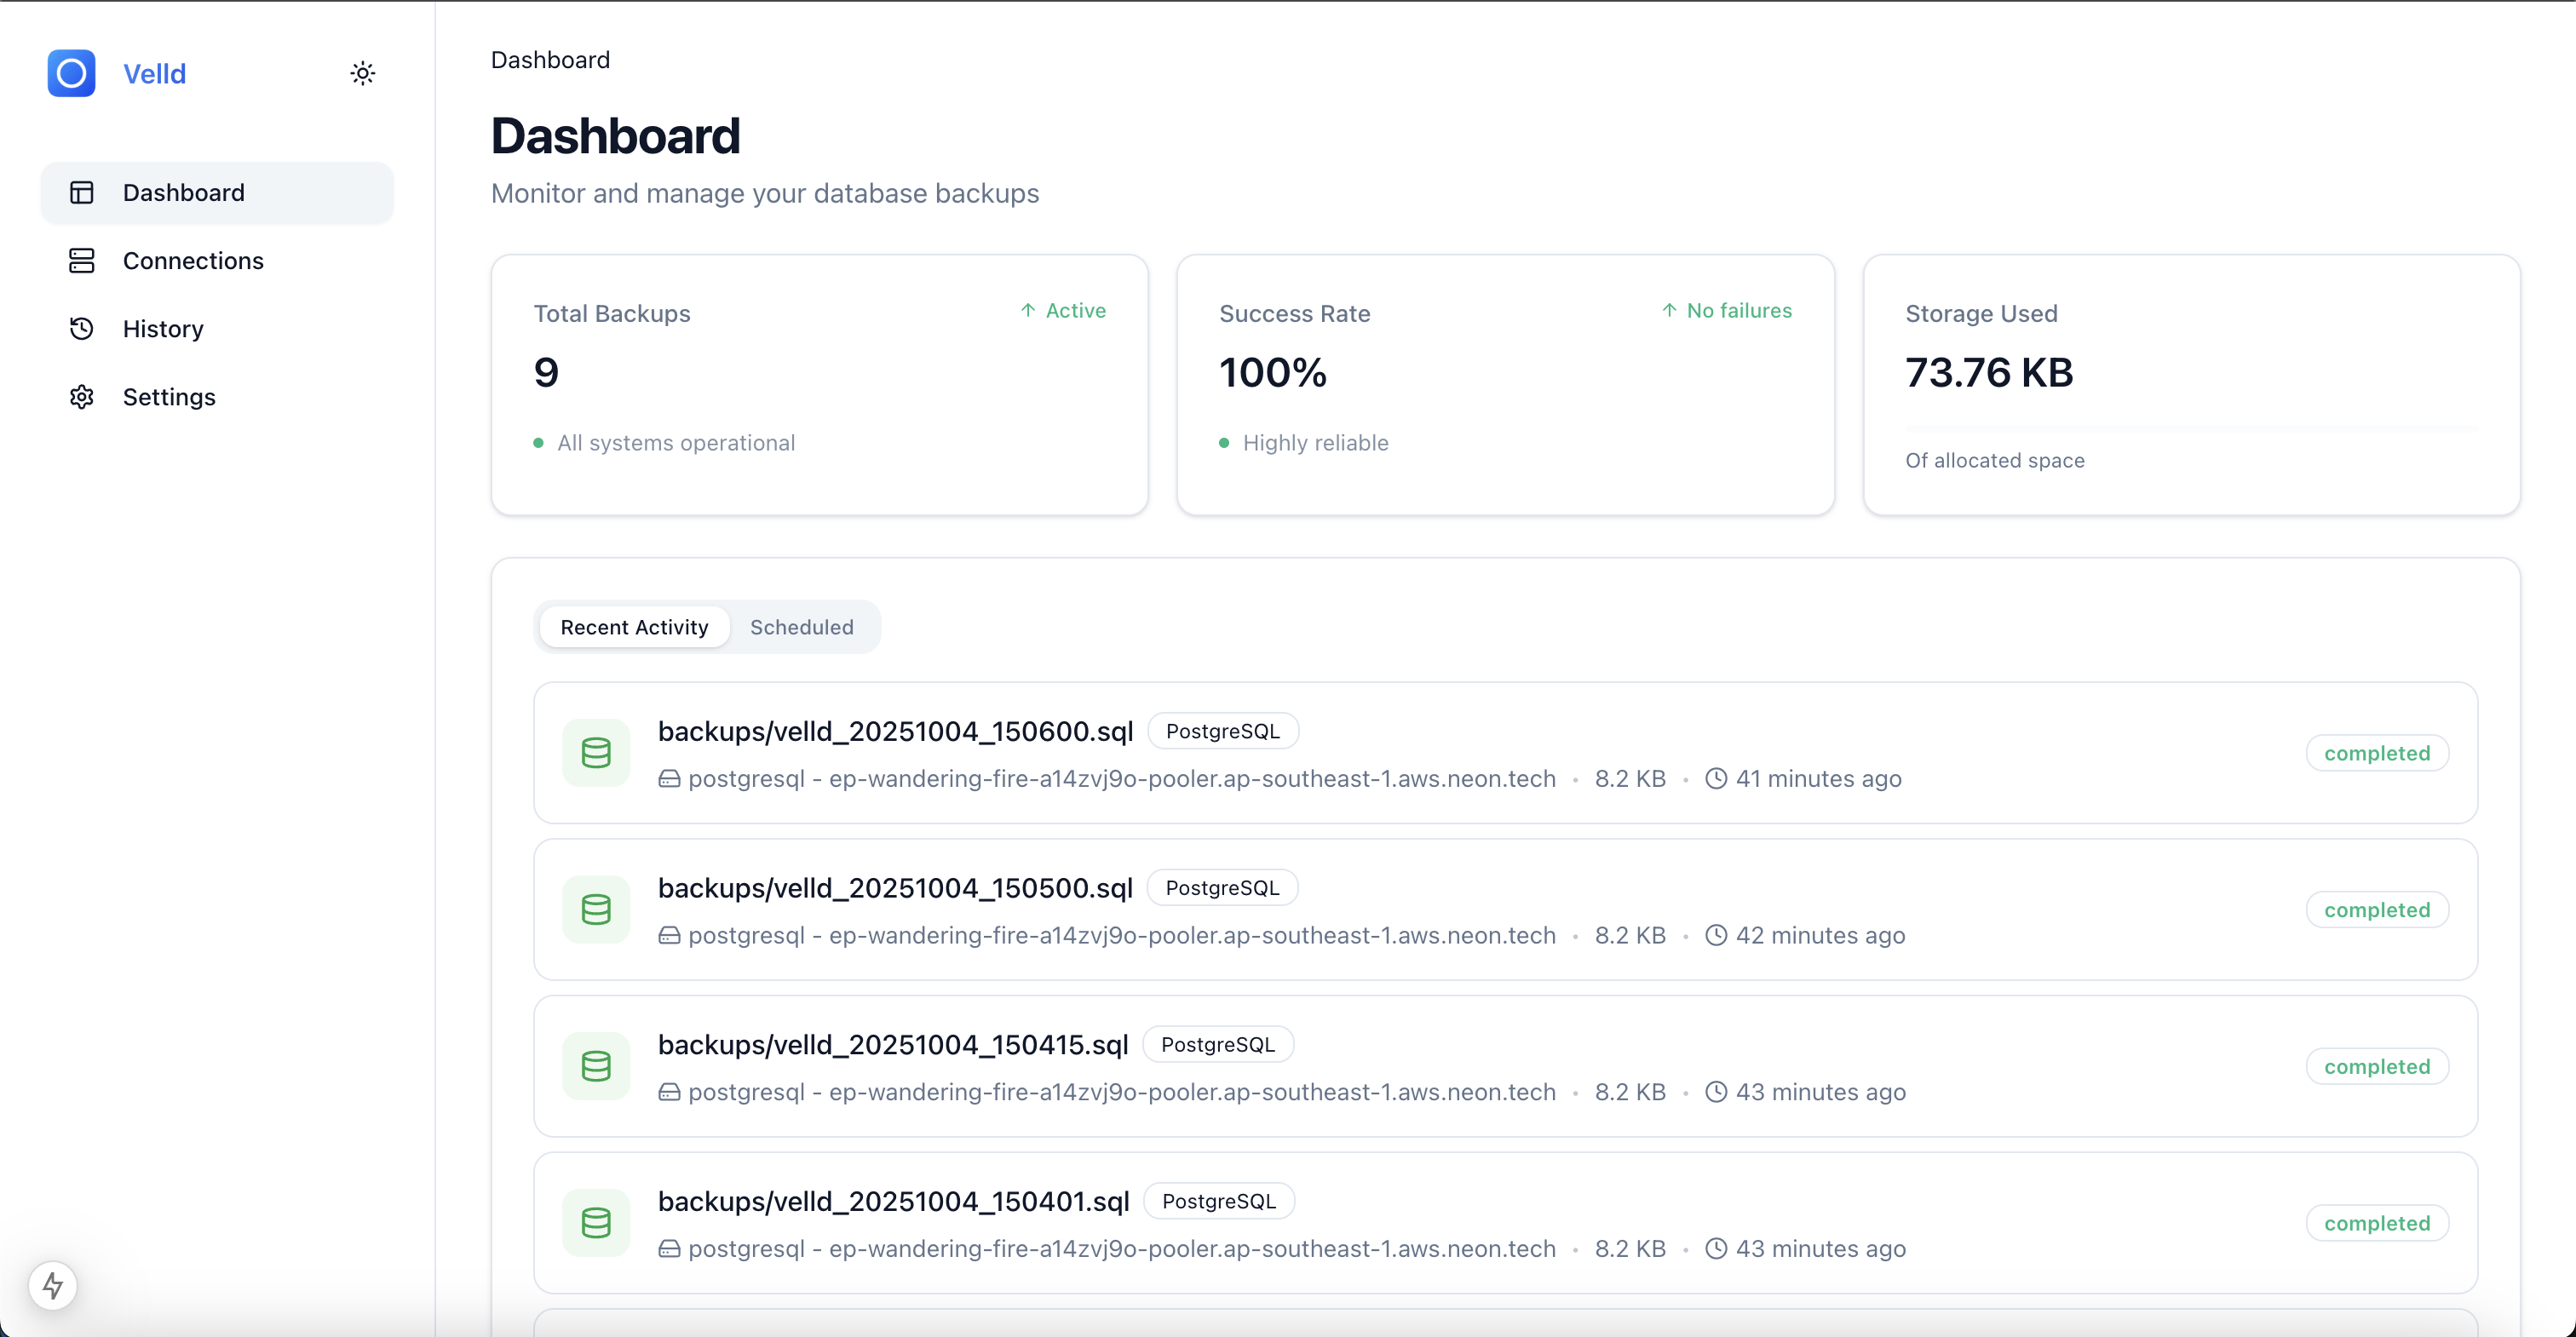 Velld
Dashboard
Connections
History
Settings
Dashboard
Dashboard
Monitor and manage your database backups
Total Backups
Active
9
All systems operational
Success Rate
No failures
100%
Highly reliable
Storage Used
73.76 KB
Of allocated space
Recent Activity Scheduled
backups/velld_20251004_150600.sql PostgreSQL
postgresql - ep-wandering-fire-a14zvj9o-pooler.ap-southeast-1.aws.neon.tech • 8.2 KB • 41 minutes ago
completed
backups/velld_20251004_150500.sql PostgreSQL
postgresql - ep-wandering-fire-a14zvj9o-pooler.ap-southeast-1.aws.neon.tech • 8.2 KB • 42 minutes ago
completed
backups/velld_20251004_150415.sql PostgreSQL
postgresql - ep-wandering-fire-a14zvj9o-pooler.ap-southeast-1.aws.neon.tech • 8.2 KB • 43 minutes ago
completed
backups/velld_20251004_150401.sql PostgreSQL
postgresql - ep-wandering-fire-a14zvj9o-pooler.ap-southeast-1.aws.neon.tech • 8.2 KB • 43 minutes ago
completed